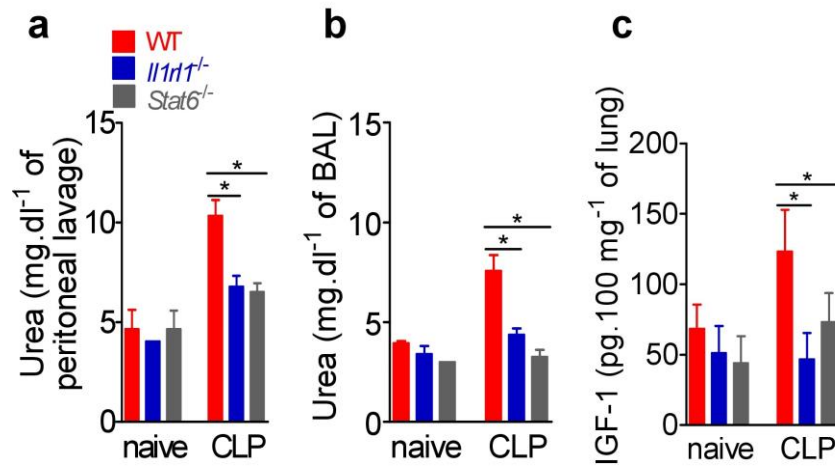 a
WT
Il1rl1-/-
Stat6-/-
Urea (mg.dl-1 of
peritoneal lavage)
15
10
5
0
*
*
naive CLP
b
Urea (mg.dl-1 of BAL)
15
10
5
0
*
*
naive CLP
c
IGF-1 (pg.100 mg-1 of lung)
200
150
100
50
0
*
*
naive CLP